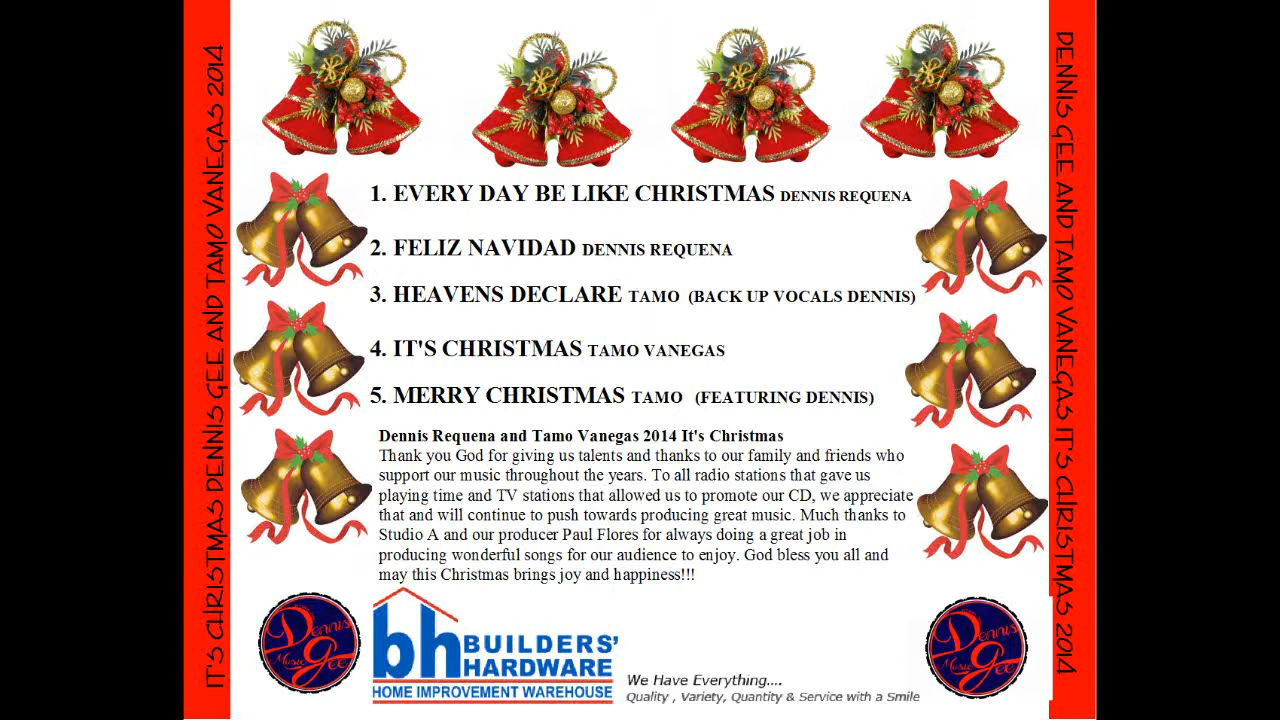 IT'S CHRISTMAS DENNIS GEE AND TAMO VANEGAS 2014
1. EVERY DAY BE LIKE CHRISTMAS DENNIS REQUENA
2. FELIZ NAVIDAD DENNIS REQUENA
3. HEAVENS DECLARE TAMO (BACK UP VOCALS DENNIS)
4. IT'S CHRISTMAS TAMO VANEGAS
5. MERRY CHRISTMAS TAMO (FEATURING DENNIS)
Dennis Requena and Tamo Vanegas 2014 It's Christmas
Thank you God for giving us talents and thanks to our family and friends who
support our music throughout the years. To all radio stations that gave us
playing time and TV stations that allowed us to promote our CD, we appreciate
that and will continue to push towards producing great music. Much thanks to
Studio A and our producer Paul Flores for always doing a great job in
producing wonderful songs for our audience to enjoy. God bless you all and
may this Christmas brings joy and happiness!!!
Dennis
Music Gee
bh BUILDERS'
HARDWARE
HOME IMPROVEMENT WAREHOUSE
We Have Everything....
Quality , Variety, Quantity & Service with a Smile
Dennis
Music Gee
DENNIS GEE AND TAMO VANEGAS IT'S CHRISTMAS 2014